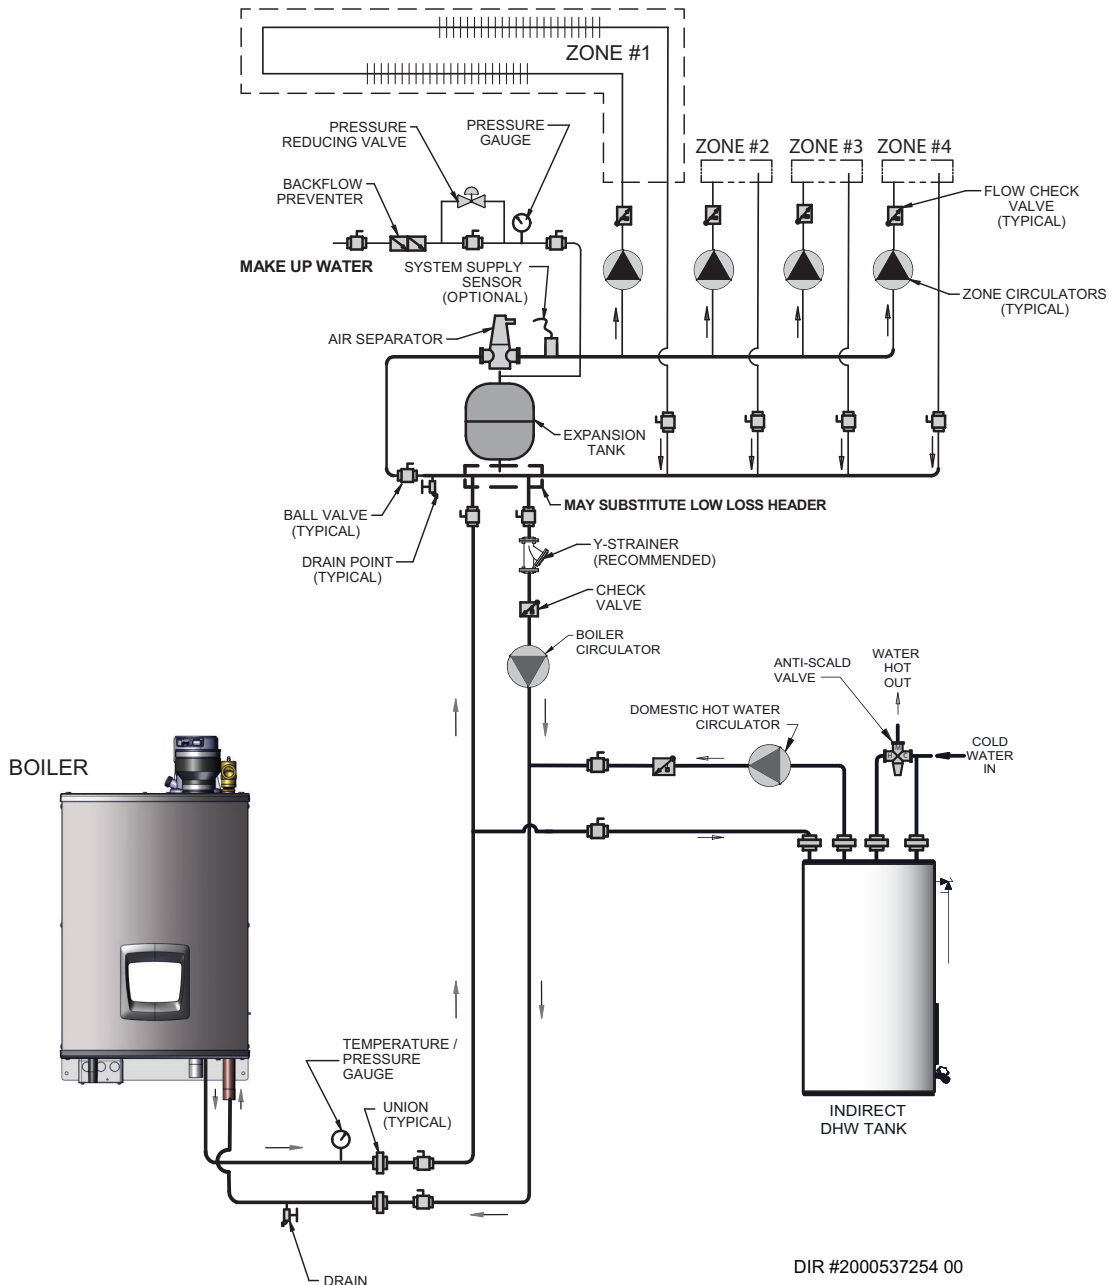 ZONE #1
PRESSURE
REDUCING VALVE
PRESSURE
GAUGE
ZONE #2
ZONE #3
ZONE #4
BACKFLOW
PREVENTER
FLOW CHECK
VALVE
(TYPICAL)
MAKE UP WATER
SYSTEM SUPPLY
SENSOR
(OPTIONAL)
ZONE CIRCULATORS
(TYPICAL)
AIR SEPARATOR
EXPANSION
TANK
MAY SUBSTITUTE LOW LOSS HEADER
BALL VALVE
(TYPICAL)
DRAIN POINT
(TYPICAL)
Y-STRAINER
(RECOMMENDED)
CHECK
VALVE
BOILER
CIRCULATOR
ANTI-SCALD
VALVE
WATER
HOT
OUT
DOMESTIC HOT WATER
CIRCULATOR
M
H
C
COLD
WATER
IN
BOILER
TEMPERATURE /
PRESSURE
GAUGE
UNION
(TYPICAL)
INDIRECT
DHW TANK
DRAIN
DIR #2000537254 00